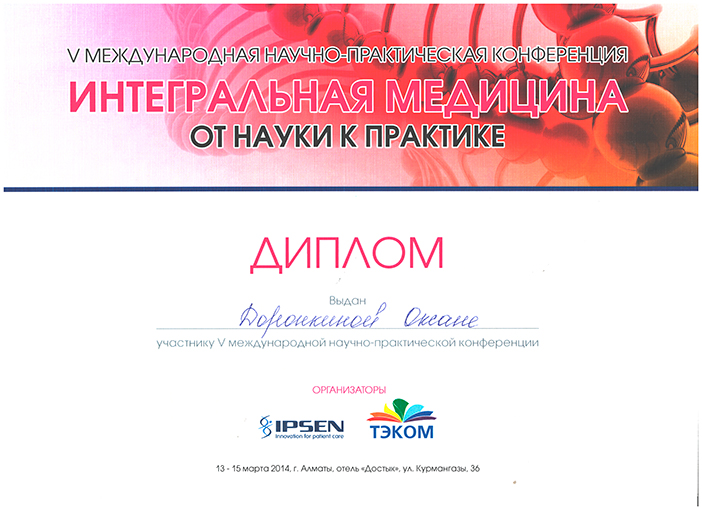 V МЕЖДУНАРОДНАЯ НАУЧНО-ПРАКТИЧЕСКАЯ КОНФЕРЕНЦИЯ
ИНТЕГРАЛЬНАЯ МЕДИЦИНА
ОТ НАУКИ К ПРАКТИКЕ
ДИПЛОМ
Выдан
Доронкиной Оксане
участнику V международной научно-практической конференции
ОРГАНИЗАТОРЫ
IPSEN
Innovation for patient care
ТЭКОМ
13 - 15 марта 2014, г. Алматы, отель «Достык», ул. Курмангазы, 36